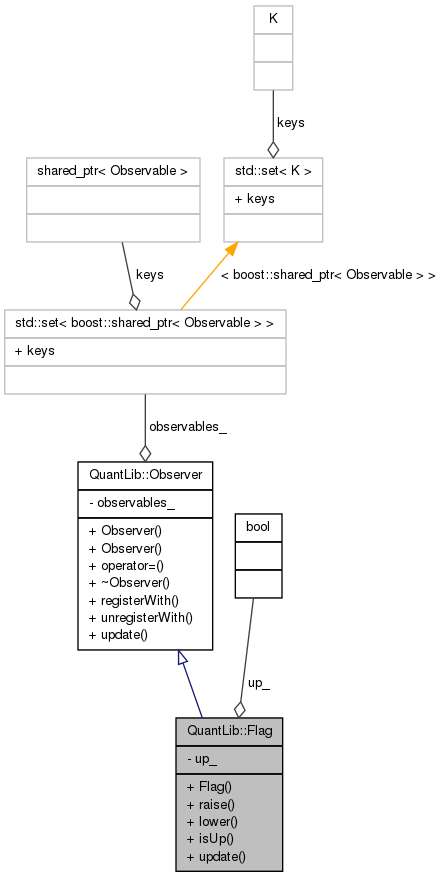 K
keys
shared_ptr< Observable >
std::set< K >
+ keys
keys
< boost::shared_ptr< Observable > >
std::set< boost::shared_ptr< Observable > >
+ keys
observables_
QuantLib::Observer
- observables_
+ Observer()
+ Observer()
+ operator=()
+ ~Observer()
+ registerWith()
+ unregisterWith()
+ update()
bool
up_
QuantLib::Flag
- up_
+ Flag()
+ raise()
+ lower()
+ isUp()
+ update()